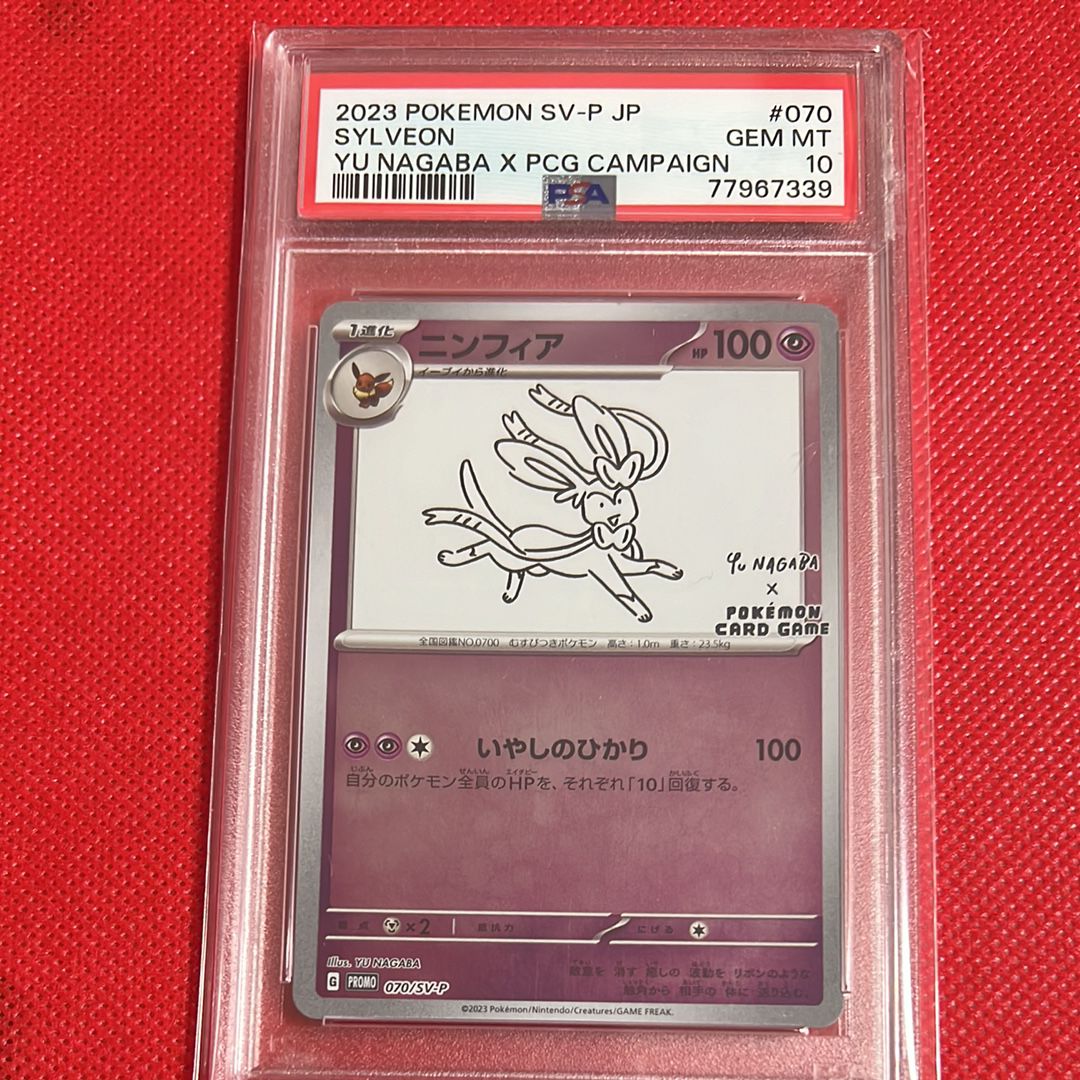 2023 POKEMON SV-P JP #070
SYLVEON GEM MT
YU NAGABA X PCG CAMPAIGN 10
77967339
PSA
1進化 ニンフィア HP 100
イーブイから進化
Yu NAGABA
×
POKÉMON
CARD GAME
全国図鑑NO.0700 むすびつきポケモン 高さ：1.0m 重さ：23.5kg
いやしのひかり 100
自分のポケモン全員のHPを、それぞれ「10」回復する。
弱点 ×2 抵抗力 にげる
Illus. YU NAGABA
敵意を 消す 癒しの 波動を リボンのような
触角から 相手の 体に 送り込む。
G PROMO 070/SV-P
©2023 Pokémon/Nintendo/Creatures/GAME FREAK.